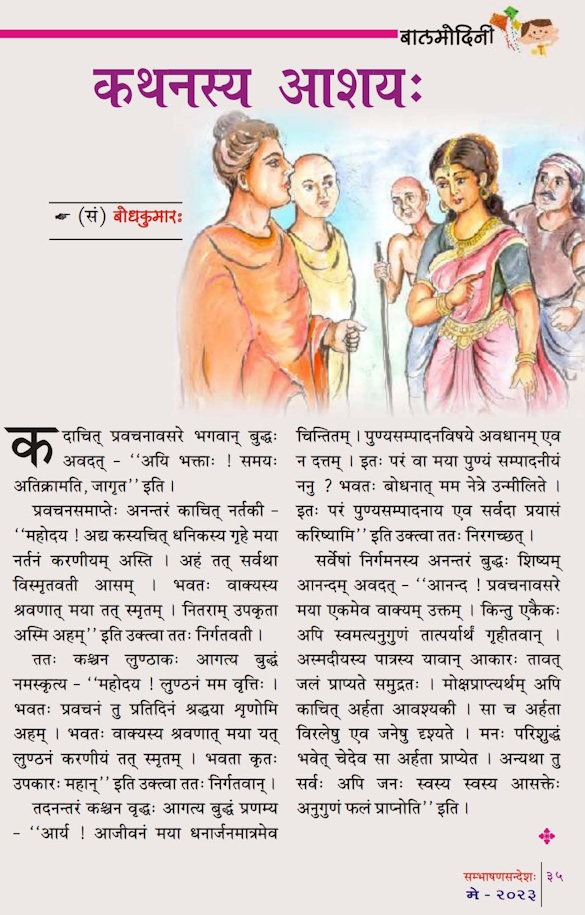 बालमोदिनी
कथनस्य आशयः
☛ (सं) बोधकुमारः
कदाचित् प्रवचनावसरे भगवान् बुद्धः
अवदत् - ‘‘अयि भक्ताः ! समयः
अतिक्रामति, जागृत’’ इति ।
प्रवचनसमाप्तेः अनन्तरं काचित् नर्तकी -
‘‘महोदय ! अद्य कस्यचित् धनिकस्य गृहे मया
नर्तनं करणीयम् अस्ति । अहं तत् सर्वथा
विस्मृतवती आसम् । भवतः वाक्यस्य
श्रवणात् मया तत् स्मृतम् । नितराम् उपकृता
अस्मि अहम्’’ इति उक्त्वा ततः निर्गतवती ।
ततः कश्चन लुण्ठाकः आगत्य बुद्धं
नमस्कृत्य - ‘‘महोदय ! लुण्ठनं मम वृत्तिः ।
भवतः प्रवचनं तु प्रतिदिनं श्रद्धया शृणोमि
अहम् । भवतः वाक्यस्य श्रवणात् मया यत्
लुण्ठनं करणीयं तत् स्मृतम् । भवता कृतः
उपकारः महान्’’ इति उक्त्वा ततः निर्गतवान् ।
तदनन्तरं कश्चन वृद्धः आगत्य बुद्धं प्रणम्य
- ‘‘आर्य ! आजीवनं मया धनार्जनमात्रमेव
चिन्तितम् । पुण्यसम्पादनविषये अवधानम् एव
न दत्तम् । इतः परं वा मया पुण्यं सम्पादनीयं
ननु ? भवतः बोधनात् मम नेत्रे उन्मीलिते ।
इतः परं पुण्यसम्पादनाय एव सर्वदा प्रयासं
करिष्यामि’’ इति उक्त्वा ततः निरगच्छत् ।
सर्वेषां निर्गमनस्य अनन्तरं बुद्धः शिष्यम्
आनन्दम् अवदत् - ‘‘आनन्द ! प्रवचनावसरे
मया एकमेव वाक्यम् उक्तम् । किन्तु एकैकः
अपि स्वमत्यनुगुणं तात्पर्यार्थं गृहीतवान् ।
अस्मदीयस्य पात्रस्य यावान् आकारः तावत्
जलं प्राप्यते समुद्रतः । मोक्षप्राप्त्यर्थम् अपि
काचित् अर्हता आवश्यकी । सा च अर्हता
विरलेषु एव जनेषु दृश्यते । मनः परिशुद्धं
भवेत् चेदेव सा अर्हता प्राप्येत । अन्यथा तु
सर्वः अपि जनः स्वस्य स्वस्य आसक्तेः
अनुगुणं फलं प्राप्नोति’’ इति ।
सम्भाषणसन्देशः ३५
मे - २०२३